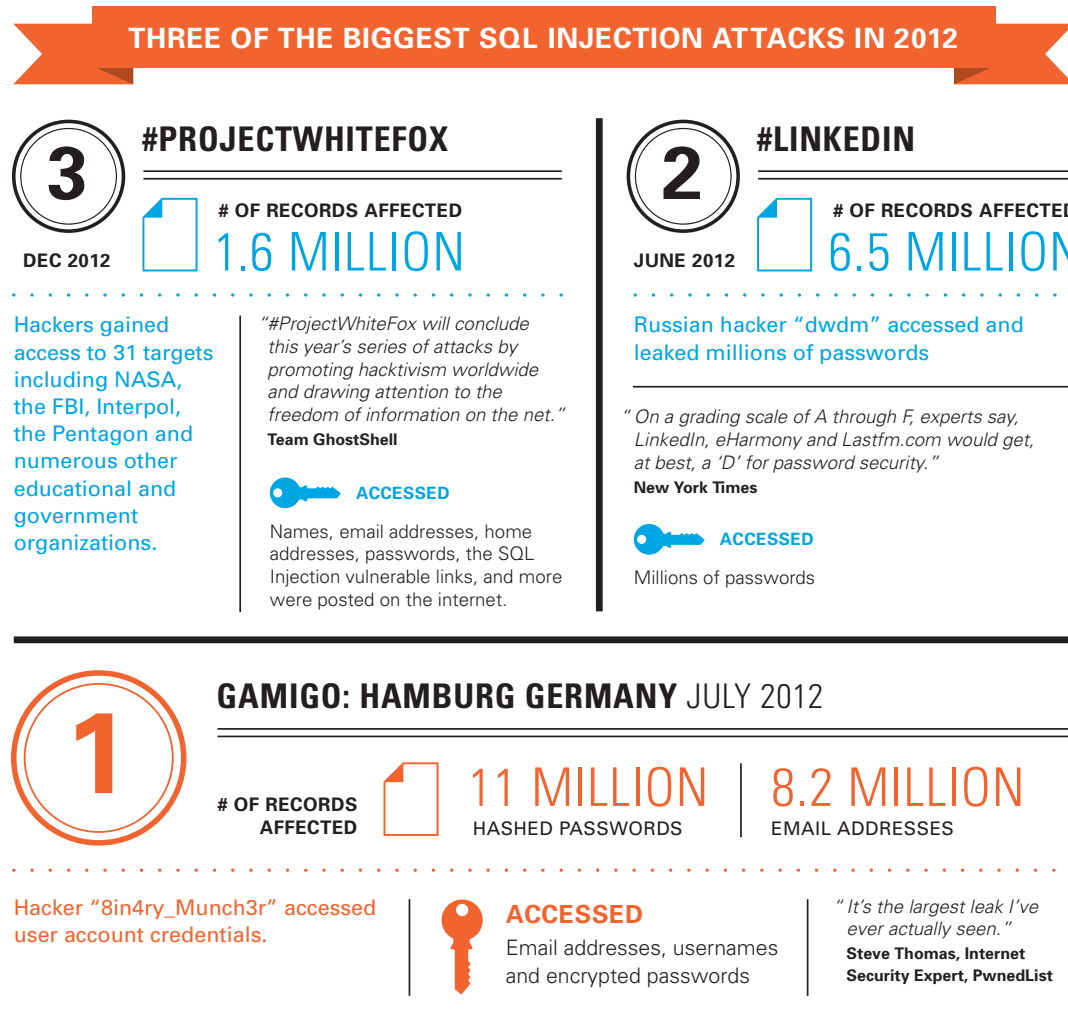 THREE OF THE BIGGEST SQL INJECTION ATTACKS IN 2012
3
DEC 2012
#PROJECTWHITEFOX
# OF RECORDS AFFECTED
1.6 MILLION
Hackers gained
access to 31 targets
including NASA,
the FBI, Interpol,
the Pentagon and
numerous other
educational and
government
organizations.
“#ProjectWhiteFox will conclude
this year's series of attacks by
promoting hacktivism worldwide
and drawing attention to the
freedom of information on the net.”
Team GhostShell
ACCESSED
Names, email addresses, home
addresses, passwords, the SQL
Injection vulnerable links, and more
were posted on the internet.
2
JUNE 2012
#LINKEDIN
# OF RECORDS AFFECTED
6.5 MILLION
Russian hacker “dwdm” accessed and
leaked millions of passwords
“On a grading scale of A through F, experts say,
LinkedIn, eHarmony and Lastfm.com would get,
at best, a ‘D’ for password security.”
New York Times
ACCESSED
Millions of passwords
1
GAMIGO: HAMBURG GERMANY JULY 2012
# OF RECORDS
AFFECTED
11 MILLION
HASHED PASSWORDS
8.2 MILLION
EMAIL ADDRESSES
Hacker “8in4ry_Munch3r” accessed
user account credentials.
ACCESSED
Email addresses, usernames
and encrypted passwords
“It's the largest leak I've
ever actually seen.”
Steve Thomas, Internet
Security Expert, PwnedList